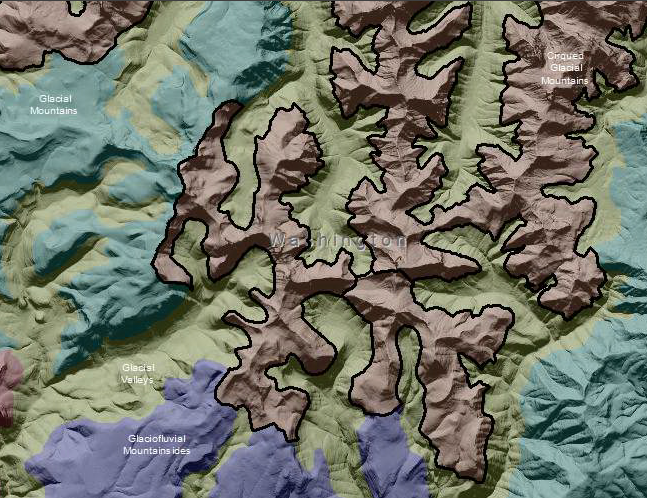 Cirqued
Glacial
Mountains
Glacial
Mountains
Washington
Glacial
Valleys
Glaciofluvial
Mountainsides